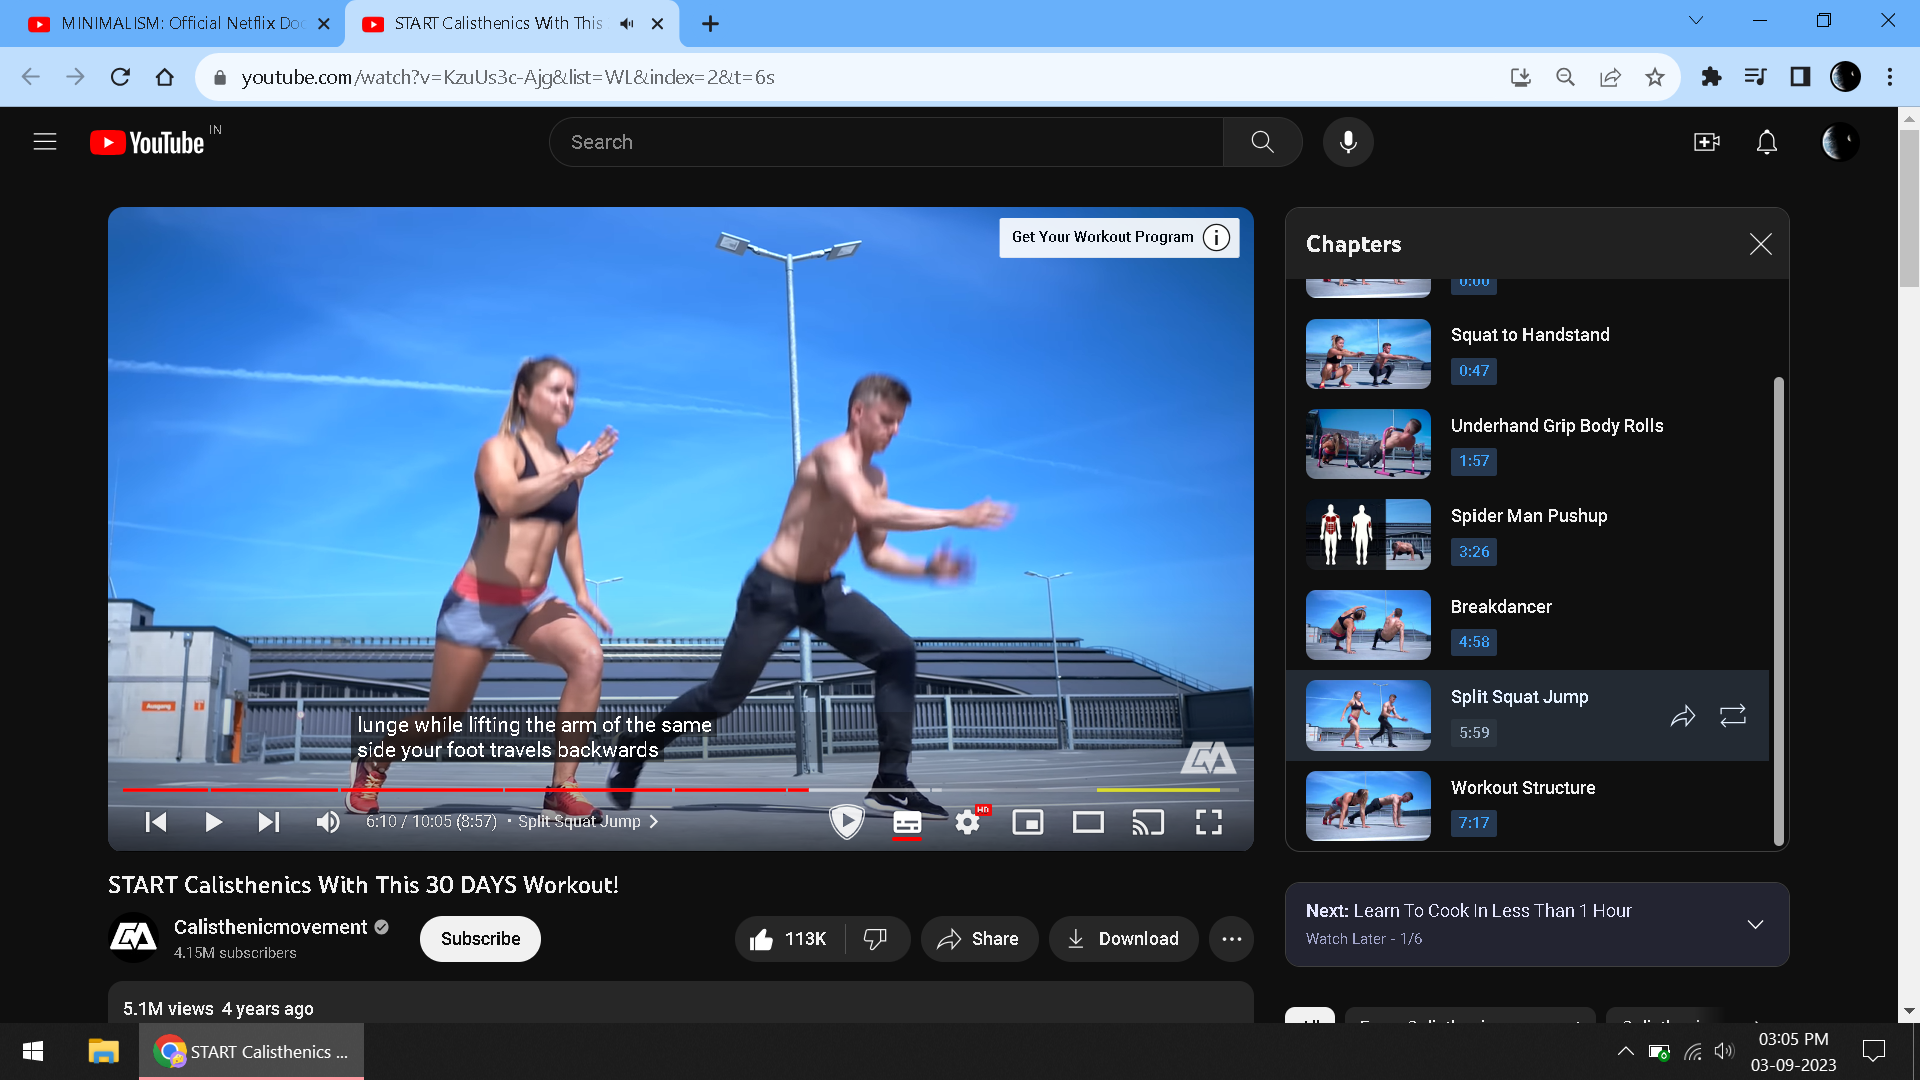 MINIMALISM: Official Netflix Doc
START Calisthenics With This
youtube.com/watch?v=KzuUs3c-Ajg&list=WL&index=2&t=6s
YouTube IN
Search
Get Your Workout Program
lunge while lifting the arm of the same
side your foot travels backwards
6:10 / 10:05 (8:57) • Split Squat Jump
HD
Chapters
0:00
Squat to Handstand
0:47
Underhand Grip Body Rolls
1:57
Spider Man Pushup
3:26
Breakdancer
4:58
Split Squat Jump
5:59
Workout Structure
7:17
START Calisthenics With This 30 DAYS Workout!
Calisthenicmovement
4.15M subscribers
Subscribe
113K
Share
Download
Next: Learn To Cook In Less Than 1 Hour
Watch Later - 1/6
5.1M views 4 years ago
START Calisthenics ...
03:05 PM
03-09-2023